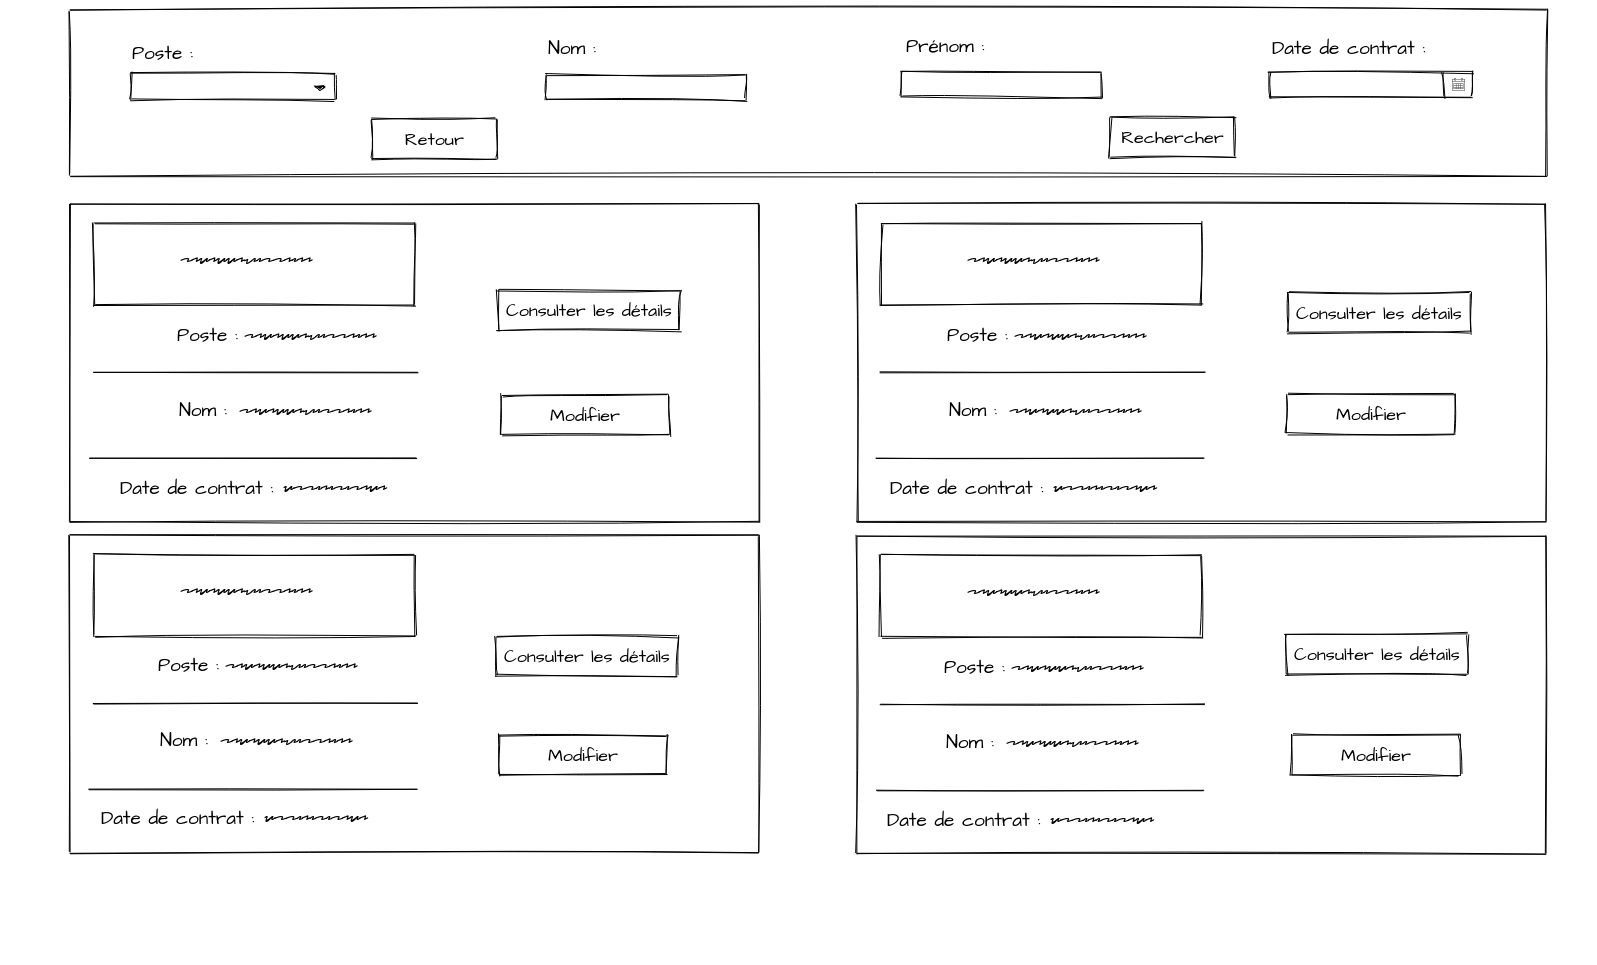 Poste :
Nom :
Prénom :
Date de contrat :
Retour
Rechercher
Consulter les détails
Poste :
Modifier
Nom :
Date de contrat :
Consulter les détails
Poste :
Modifier
Nom :
Date de contrat :
Consulter les détails
Poste :
Modifier
Nom :
Date de contrat :
Consulter les détails
Poste :
Modifier
Nom :
Date de contrat :